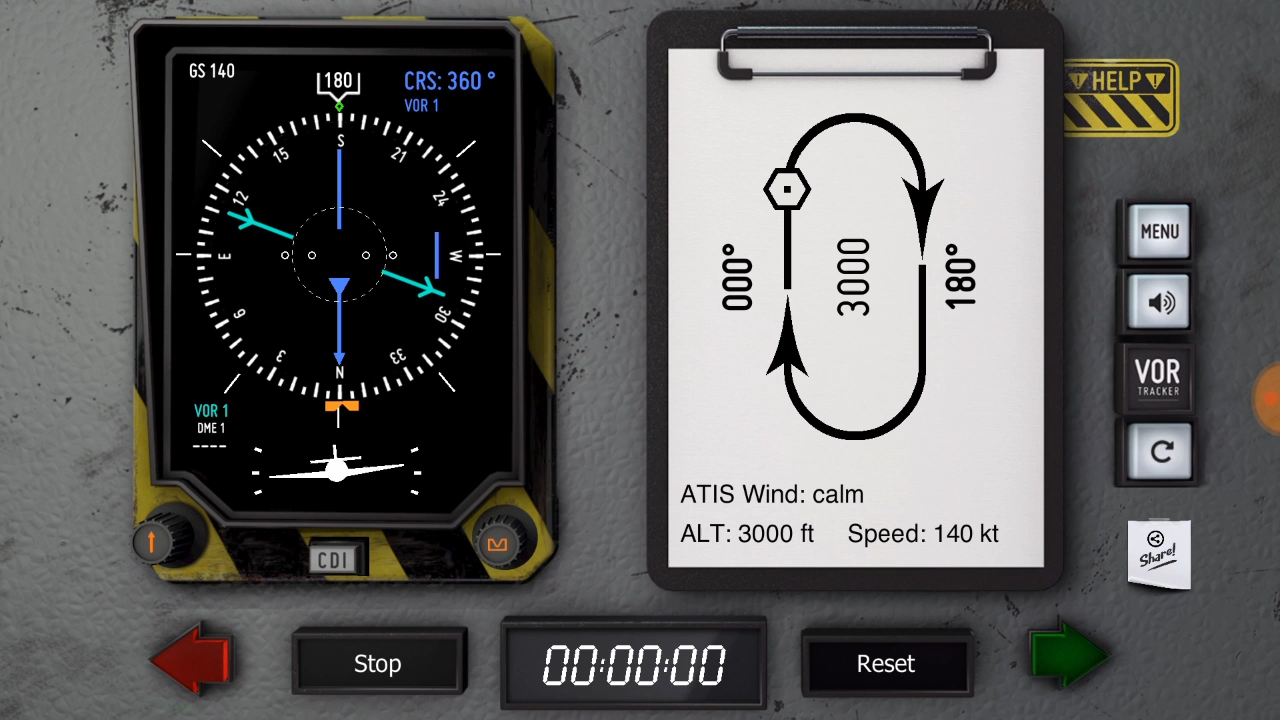 GS 140
180
CRS: 360 °
VOR 1
S
15
21
12
24
E
W
6
30
3
33
N
VOR 1
DME 1
----
CDI
000°
3000
180°
ATIS Wind: calm
ALT: 3000 ft Speed: 140 kt
HELP
MENU
VOR
TRACKER
Share!
Stop
00:00:00
Reset